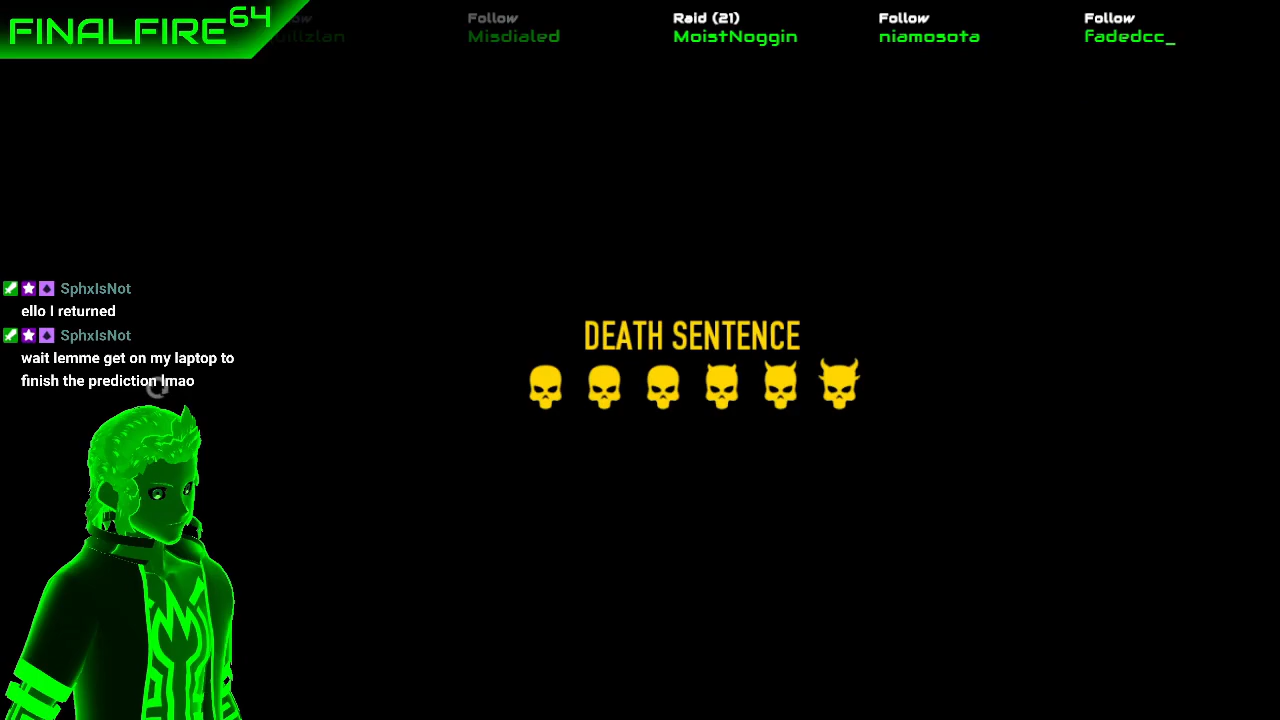 FINALFIRE64
Follow
Misdialed
Raid (21)
MoistNoggin
Follow
niamosota
Follow
Fadedcc_
SphxIsNot
ello I returned
SphxIsNot
wait lemme get on my laptop to
finish the prediction lmao
DEATH SENTENCE